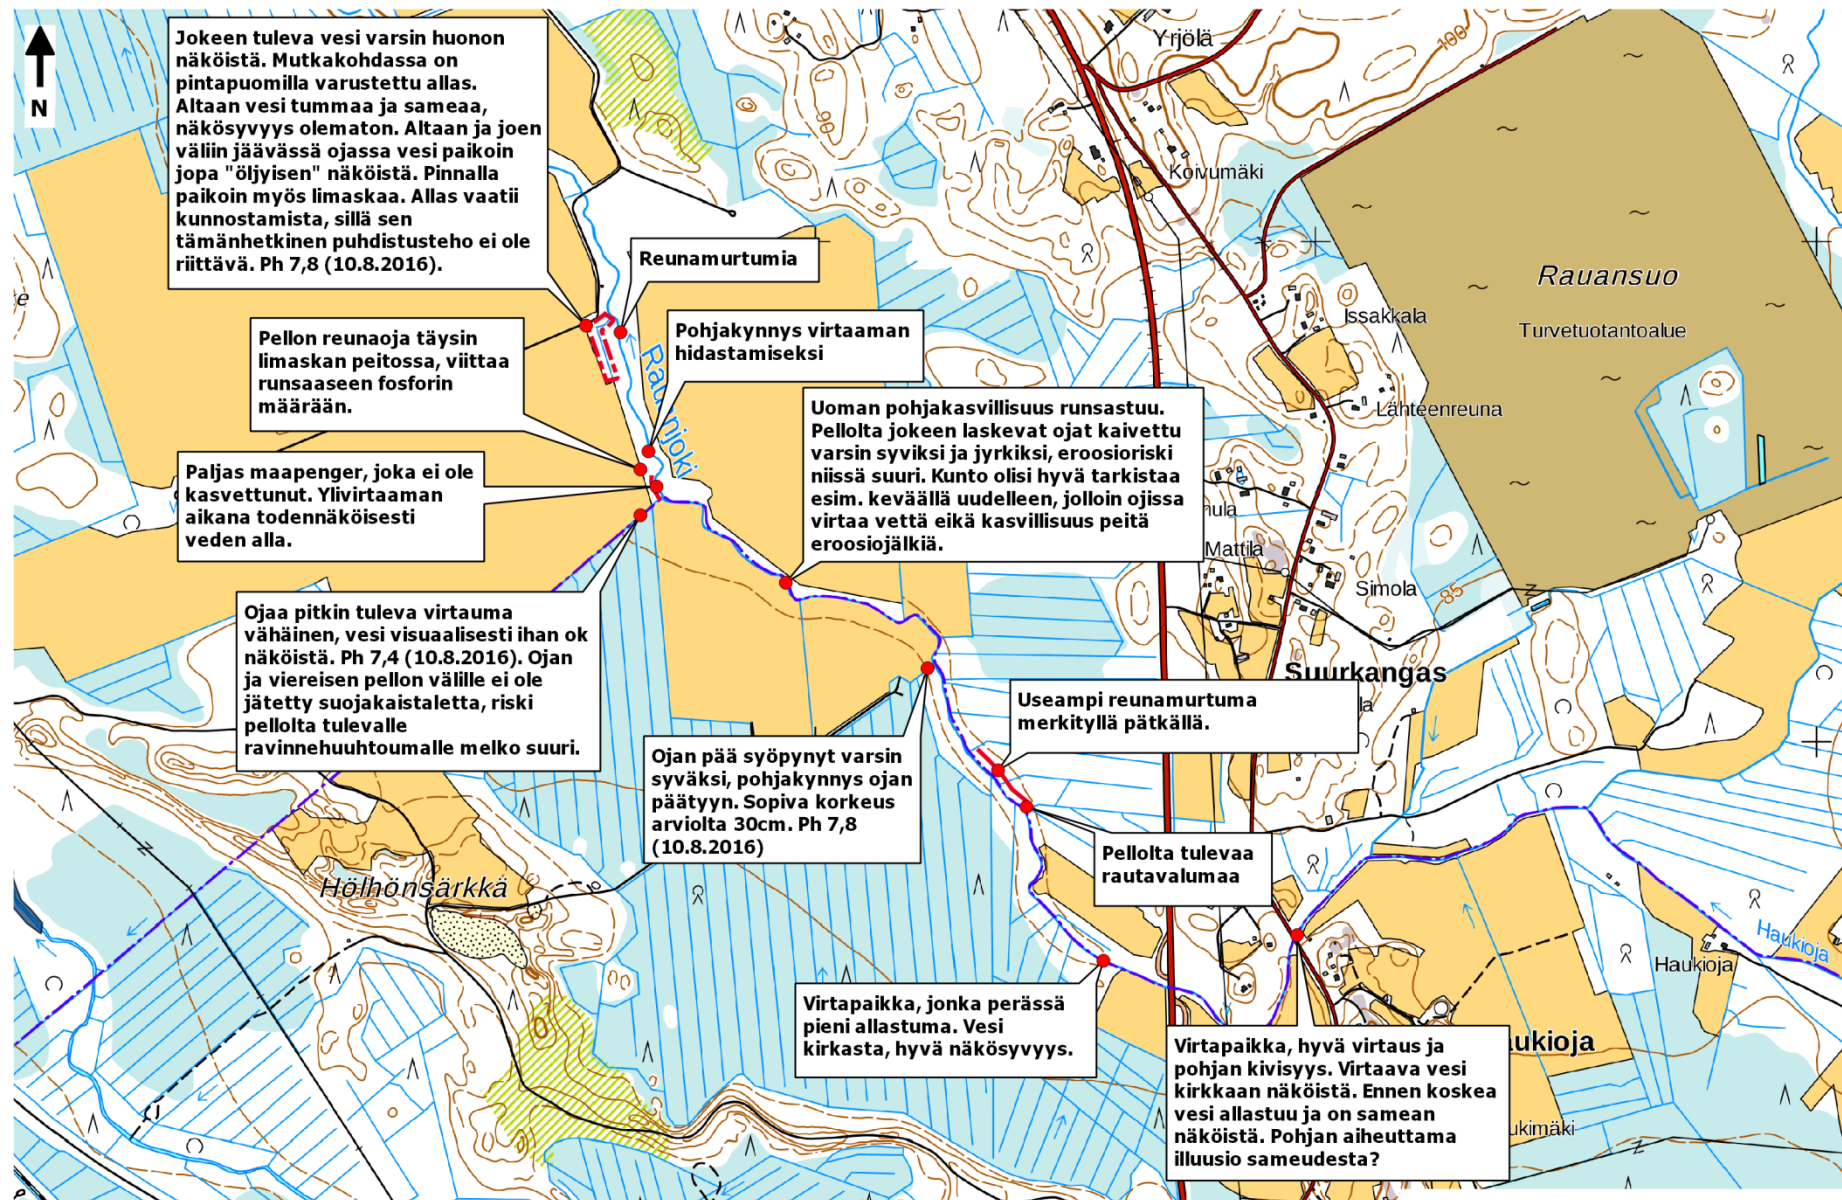 N
Jokeen tuleva vesi varsin huonon
näköistä. Mutkakohdassa on
pintapuomilla varustettu allas.
Altaan vesi tummaa ja sameaa,
näkösyvyys olematon. Altaan ja joen
väliin jäävässä ojassa vesi paikoin
jopa "öljyisen" näköistä. Pinnalla
paikoin myös limaskaa. Allas vaatii
kunnostamista, sillä sen
tämänhetkinen puhdistusteho ei ole
riittävä. Ph 7,8 (10.8.2016).
Yrjölä
100
90
Koivumäki
Reunamurtumia
Rauansuo
Turvetuotantoalue
Issakkala
Pellon reunaoja täysin
limaskan peitossa, viittaa
runsaaseen fosforin
määrään.
Pohjakynnys virtaaman
hidastamiseksi
Lähteenreuna
Uoman pohjakasvillisuus runsastuu.
Pellolta jokeen laskevat ojat kaivettu
varsin syviksi ja jyrkiksi, eroosioriski
niissä suuri. Kunto olisi hyvä tarkistaa
esim. keväällä uudelleen, jolloin ojissa
virtaa vettä eikä kasvillisuus peitä
eroosiojälkiä.
Paljas maapenger, joka ei ole
kasvettunut. Ylivirtaaman
aikana todennäköisesti
veden alla.
Mattila
Simola
85
Ojaa pitkin tuleva virtauma
vähäinen, vesi visuaalisesti ihan ok
näköistä. Ph 7,4 (10.8.2016). Ojan
ja viereisen pellon välille ei ole
jätetty suojakaistaletta, riski
pellolta tulevalle
ravinnehuuhtoumalle melko suuri.
Suurkangas
la
Useampi reunamurtuma
merkityllä pätkällä.
Ojan pää syöpynyt varsin
syväksi, pohjakynnys ojan
päätyyn. Sopiva korkeus
arviolta 30cm. Ph 7,8
(10.8.2016)
Pellolta tulevaa
rautavalumaa
Hölhönsärkkä
Haukioja
Haukioja
Virtapaikka, jonka perässä
pieni allastuma. Vesi
kirkasta, hyvä näkösyvyys.
ukioja
Virtapaikka, hyvä virtaus ja
pohjan kivisyys. Virtaava vesi
kirkkaan näköistä. Ennen koskea
vesi allastuu ja on samean
näköistä. Pohjan aiheuttama
illuusio sameudesta?
ukimäki